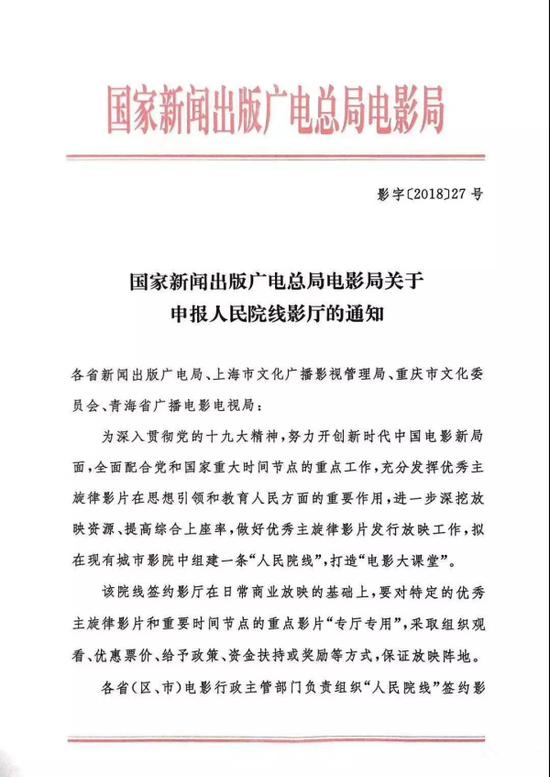 国家新闻出版广电总局电影局
影字〔2018〕27 号
国家新闻出版广电总局电影局关于
申报人民院线影厅的通知
各省新闻出版广电局、上海市文化广播影视管理局、重庆市文化委
员会、青海省广播电影电视局：
为深入贯彻党的十九大精神，努力开创新时代中国电影新局
面，全面配合党和国家重大时间节点的重点工作，充分发挥优秀主
旋律影片在思想引领和教育人民方面的重要作用，进一步深挖放
映资源、提高综合上座率，做好优秀主旋律影片发行放映工作，拟
在现有城市影院中组建一条“人民院线”，打造“电影大课堂”。
该院线签约影厅在日常商业放映的基础上，要对特定的优秀
主旋律影片和重要时间节点的重点影片“专厅专用”，采取组织观
看、优惠票价、给予政策、资金扶持或奖励等方式，保证放映阵地。
各省（区、市）电影行政主管部门负责组织“人民院线”签约影